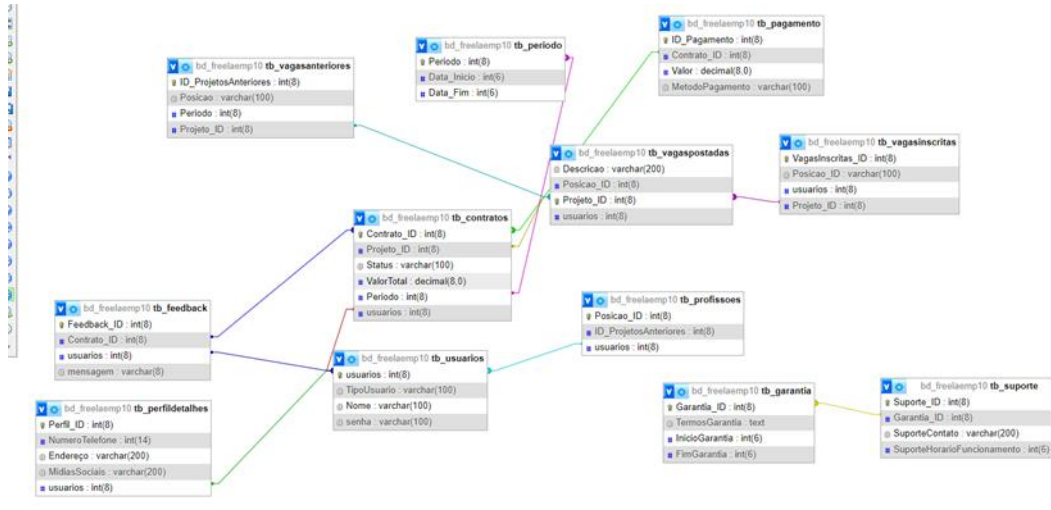 bd_freelaemp10 tb_vagasanteriores
ID_ProjetosAnteriores : int(8)
Posicao : varchar(100)
Periodo : int(8)
Projeto_ID : int(8)
bd_freelaemp10 tb_periodo
Periodo : int(8)
Data_Inicio : int(6)
Data_Fim : int(6)
bd_freelaemp10 tb_pagamento
ID_Pagamento : int(8)
Contrato_ID : int(8)
Valor : decimal(8,0)
MetodoPagamento : varchar(100)
bd_freelaemp10 tb_vagaspostadas
Descricao : varchar(200)
Posicao_ID : int(8)
Projeto_ID : int(8)
usuarios : int(8)
bd_freelaemp10 tb_vagasinscritas
VagasInscritas_ID : int(8)
Posicao_ID : varchar(100)
usuarios : int(8)
Projeto_ID : int(8)
bd_freelaemp10 tb_contratos
Contrato_ID : int(8)
Projeto_ID : int(8)
Status : varchar(100)
ValorTotal : decimal(8,0)
Periodo : int(8)
usuarios : int(8)
bd_freelaemp10 tb_feedback
Feedback_ID : int(8)
Contrato_ID : int(8)
usuarios : int(8)
mensagem : varchar(8)
bd_freelaemp10 tb_usuarios
usuarios : int(8)
TipoUsuario : varchar(100)
Nome : varchar(100)
senha : varchar(100)
bd_freelaemp10 tb_profissoes
Posicao_ID : int(8)
ID_ProjetosAnteriores : int(8)
usuarios : int(8)
bd_freelaemp10 tb_perfildetalhes
Perfil_ID : int(8)
NumeroTelefone : int(14)
Endereço : varchar(200)
MidiasSociais : varchar(200)
usuarios : int(8)
bd_freelaemp10 tb_garantia
Garantia_ID : int(8)
TermosGarantia : text
InicioGarantia : int(6)
FimGarantia : int(6)
bd_freelaemp10 tb_suporte
Suporte_ID : int(8)
Garantia_ID : int(8)
SuporteContato : varchar(200)
SuporteHorarioFuncionamento : int(6)